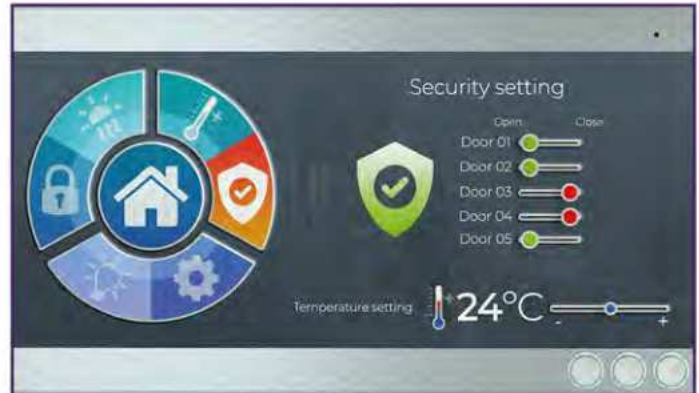 Security setting
Open Close
Door 01
Door 02
Door 03
Door 04
Door 05
Temperature setting 24°C
- +